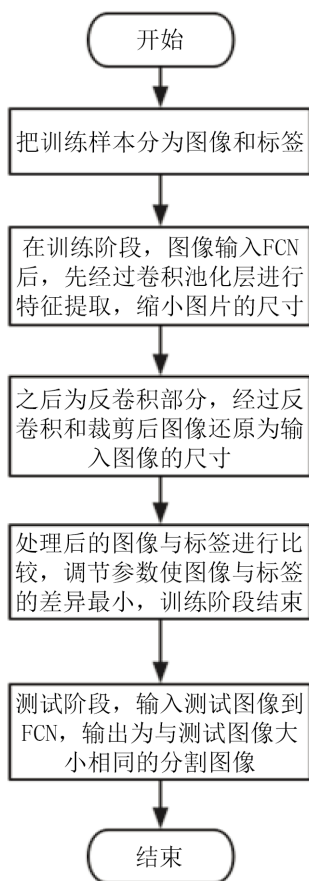 开始
把训练样本分为图像和标签
在训练阶段，图像输入FCN
后，先经过卷积池化层进行
特征提取，缩小图片的尺寸
之后为反卷积部分，经过反
卷积和裁剪后图像还原为输
入图像的尺寸
处理后的图像与标签进行比
较，调节参数使图像与标签
的差异最小，训练阶段结束
测试阶段，输入测试图像到
FCN，输出为与测试图像大
小相同的分割图像
结束